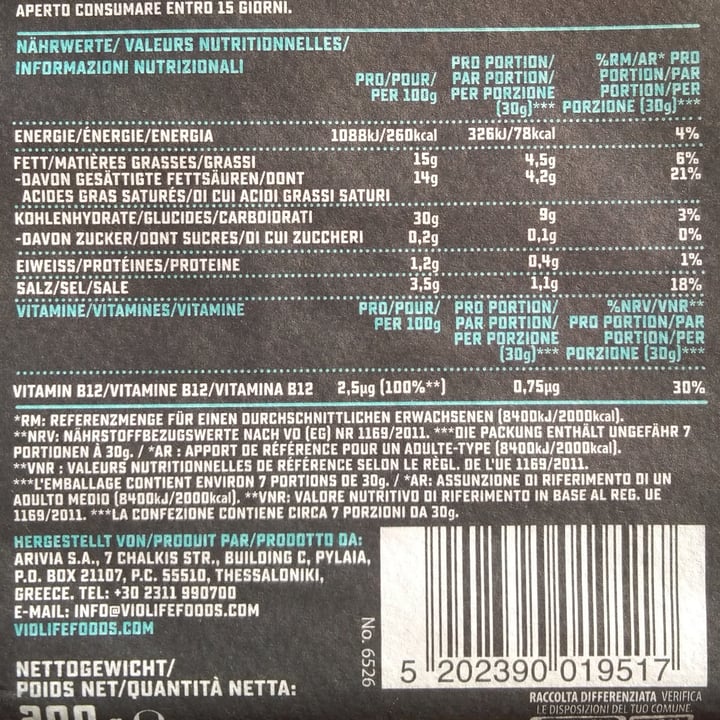 APERTO CONSUMARE ENTRO 15 GIORNI.
NÄHRWERTE/ VALEURS NUTRITIONNELLES/
INFORMAZIONI NUTRIZIONALI
PRO/POUR/
PER 100g
PRO PORTION/
PAR PORTION/
PER PORZIONE
(30g)***
%RM/AR* PRO
PORTION/PAR
PORTION/PER
PORZIONE (30g)***
ENERGIE/ÉNERGIE/ENERGIA 1088kJ/260kcal 326kJ/78kcal 4%
FETT/MATIÈRES GRASSES/GRASSI 15g 4,5g 6%
-DAVON GESÄTTIGTE FETTSÄUREN/DONT 14g 4,2g 21%
ACIDES GRAS SATURÉS/DI CUI ACIDI GRASSI SATURI
KOHLENHYDRATE/GLUCIDES/CARBOIDRATI 30g 9g 3%
-DAVON ZUCKER/DONT SUCRES/DI CUI ZUCCHERI 0,2g 0,1g 0%
EIWEISS/PROTÉINES/PROTEINE 1,2g 0,4g 1%
SALZ/SEL/SALE 3,5g 1,1g 18%
VITAMINE/VITAMINES/VITAMINE
PRO/POUR/
PER 100g
PRO PORTION/
PAR PORTION/
PER PORZIONE
(30g)***
%NRV/VNR**
PRO PORTION/PAR
PORTION/PER
PORZIONE (30g)***
VITAMIN B12/VITAMINE B12/VITAMINA B12 2,5µg (100%**) 0,75µg 30%
*RM: REFERENZMENGE FÜR EINEN DURCHSCHNITTLICHEN ERWACHSENEN (8400kJ/2000kcal).
**NRV: NÄHRSTOFFBEZUGSWERTE NACH VO (EG) NR 1169/2011. ***DIE PACKUNG ENTHÄLT UNGEFÄHR 7
PORTIONEN À 30g. / *AR : APPORT DE RÉFÉRENCE POUR UN ADULTE-TYPE (8400kJ/2000kcal).
**VNR : VALEURS NUTRITIONNELLES DE RÉFÉRENCE SELON LE RÈGL. DE L'UE 1169/2011.
***L'EMBALLAGE CONTIENT ENVIRON 7 PORTIONS DE 30g. / *AR: ASSUNZIONE DI RIFERIMENTO DI UN
ADULTO MEDIO (8400kJ/2000kcal). **VNR: VALORE NUTRITIVO DI RIFERIMENTO IN BASE AL REG. UE
1169/2011. ***LA CONFEZIONE CONTIENE CIRCA 7 PORZIONI DA 30g.
HERGESTELLT VON/PRODUIT PAR/PRODOTTO DA:
ARIVIA S.A., 7 CHALKIS STR., BUILDING C, PYLAIA,
P.O. BOX 21107, P.C. 55510, THESSALONIKI,
GREECE. TEL: +30 2311 990700
E-MAIL: INFO@VIOLIFEFOODS.COM
VIOLIFEFOODS.COM
No. 6526
5 202390 019517
NETTOGEWICHT/
POIDS NET/QUANTITÀ NETTA:
RACCOLTA DIFFERENZIATA VERIFICA
LE DISPOSIZIONI DEL TUO COMUNE.